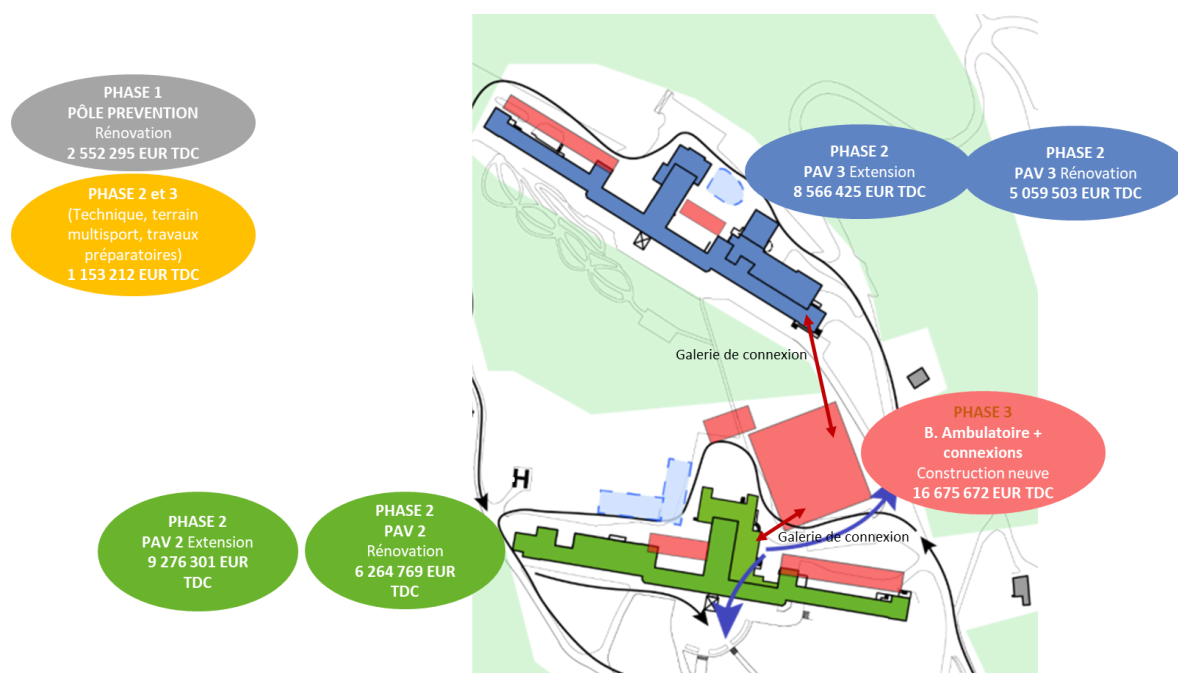 PHASE 1
PÔLE PREVENTION
Rénovation
2 552 295 EUR TDC
PHASE 2 et 3
(Technique, terrain
multisport, travaux
préparatoires)
1 153 212 EUR TDC
PHASE 2
PAV 3 Extension
8 566 425 EUR TDC
PHASE 2
PAV 3 Rénovation
5 059 503 EUR TDC
Galerie de connexion
PHASE 3
B. Ambulatoire +
connexions
Construction neuve
16 675 672 EUR TDC
H
PHASE 2
PAV 2 Extension
9 276 301 EUR
TDC
PHASE 2
PAV 2
Rénovation
6 264 769 EUR
TDC
Galerie de connexion